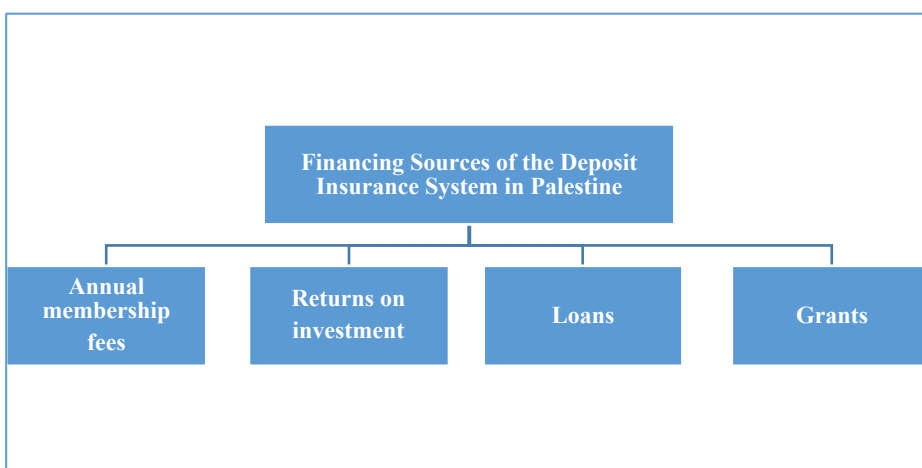 Financing Sources of the Deposit
Insurance System in Palestine
Annual
membership
fees
Returns on
investment
Loans
Grants